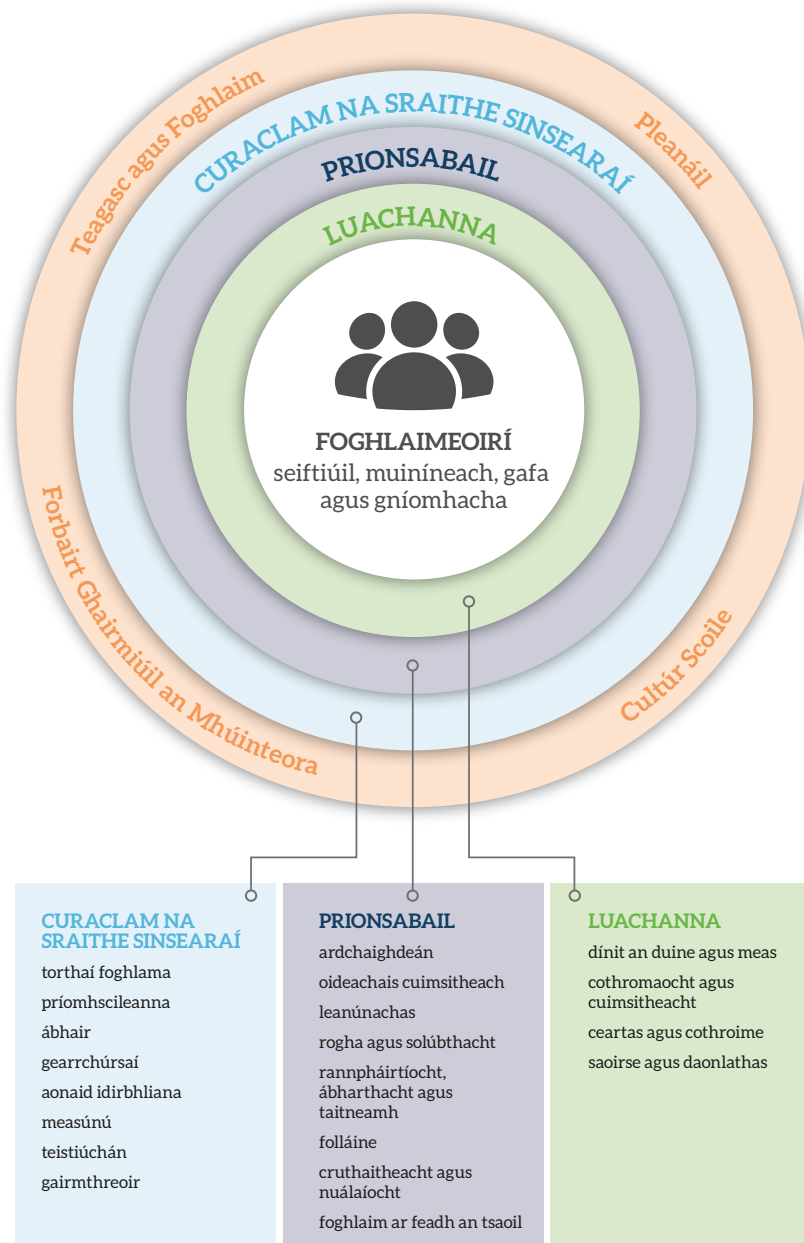 Teagasc agus Foghlaim
Pleanáil
CURACLAM NA SRAITHE SINSEARAÍ
PRIONSABAIL
LUACHANNA
FOGHLAIMEOIRÍ
seiftiúil, muiníneach, gafa
agus gníomhacha
Forbairt Ghairmiúil an Mhúinteora
Cultúr Scoile
CURACLAM NA
SRAITHE SINSEARAÍ
torthaí foghlama
príomhscileanna
ábhair
gearrchúrsaí
aonaid idirbhliana
measúnú
teistiúchán
gairmthreoir
PRIONSABAIL
ardchaighdeán
oideachais cuimsitheach
leanúnachas
rogha agus solúbthacht
rannpháirtíocht,
ábharthacht agus
taitneamh
folláine
cruthaitheacht agus
nuálaíocht
foghlaim ar feadh an tsaoil
LUACHANNA
dínit an duine agus meas
cothromaocht agus
cuimsitheacht
ceartas agus cothroime
saoirse agus daonlathas